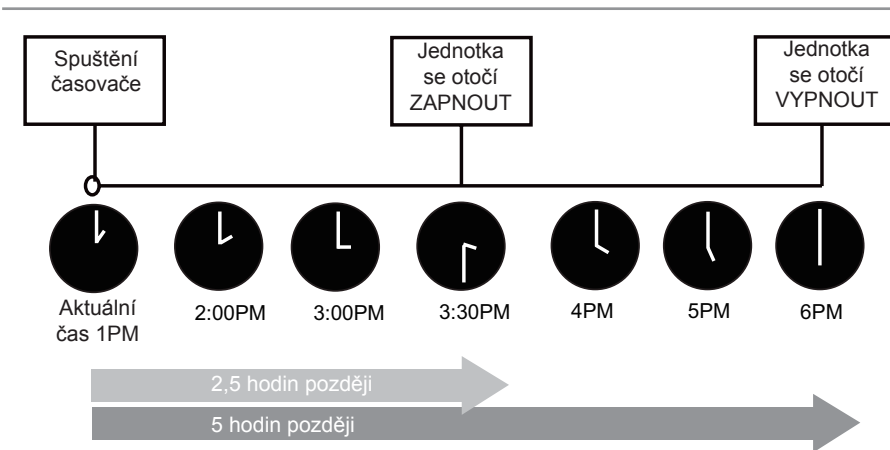 Spuštění
časovače
Jednotka
se otočí
ZAPNOUT
Jednotka
se otočí
VYPNOUT
Aktuální
čas 1PM
2:00PM
3:00PM
3:30PM
4PM
5PM
6PM
2,5 hodin později
5 hodin později